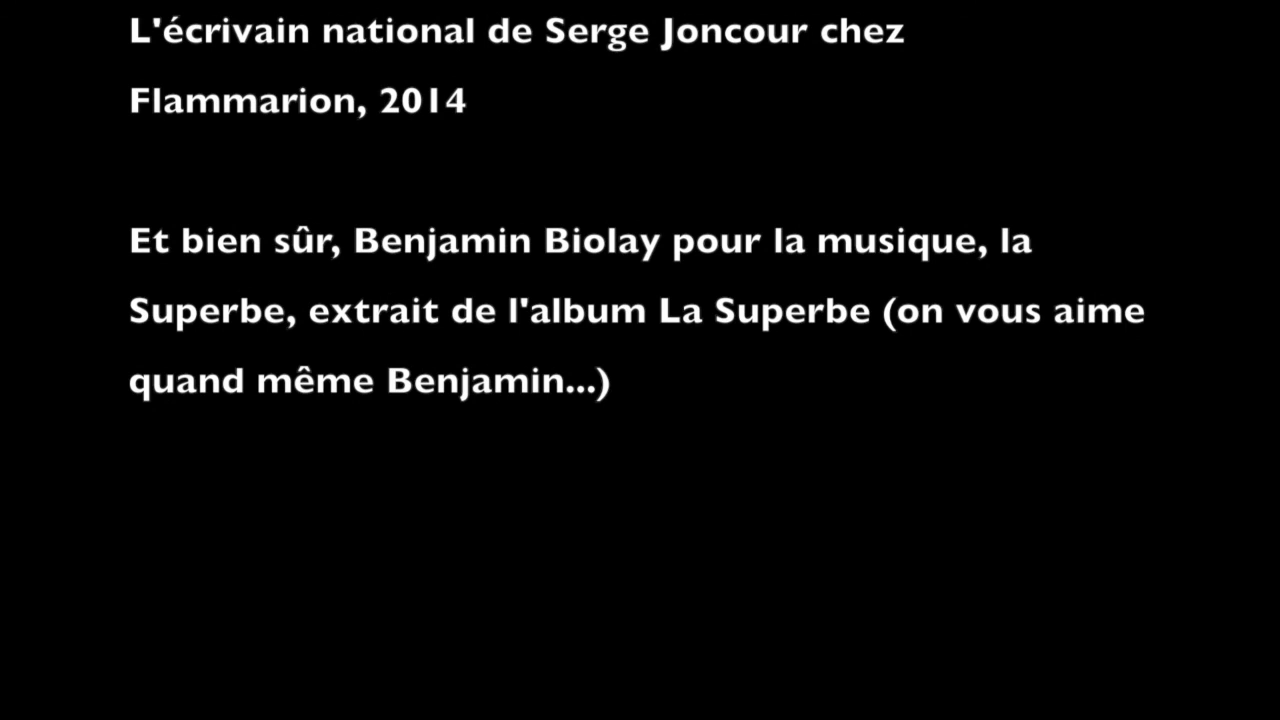 L'écrivain national de Serge Joncour chez
Flammarion, 2014
Et bien sûr, Benjamin Biolay pour la musique, la
Superbe, extrait de l'album La Superbe (on vous aime
quand même Benjamin...)